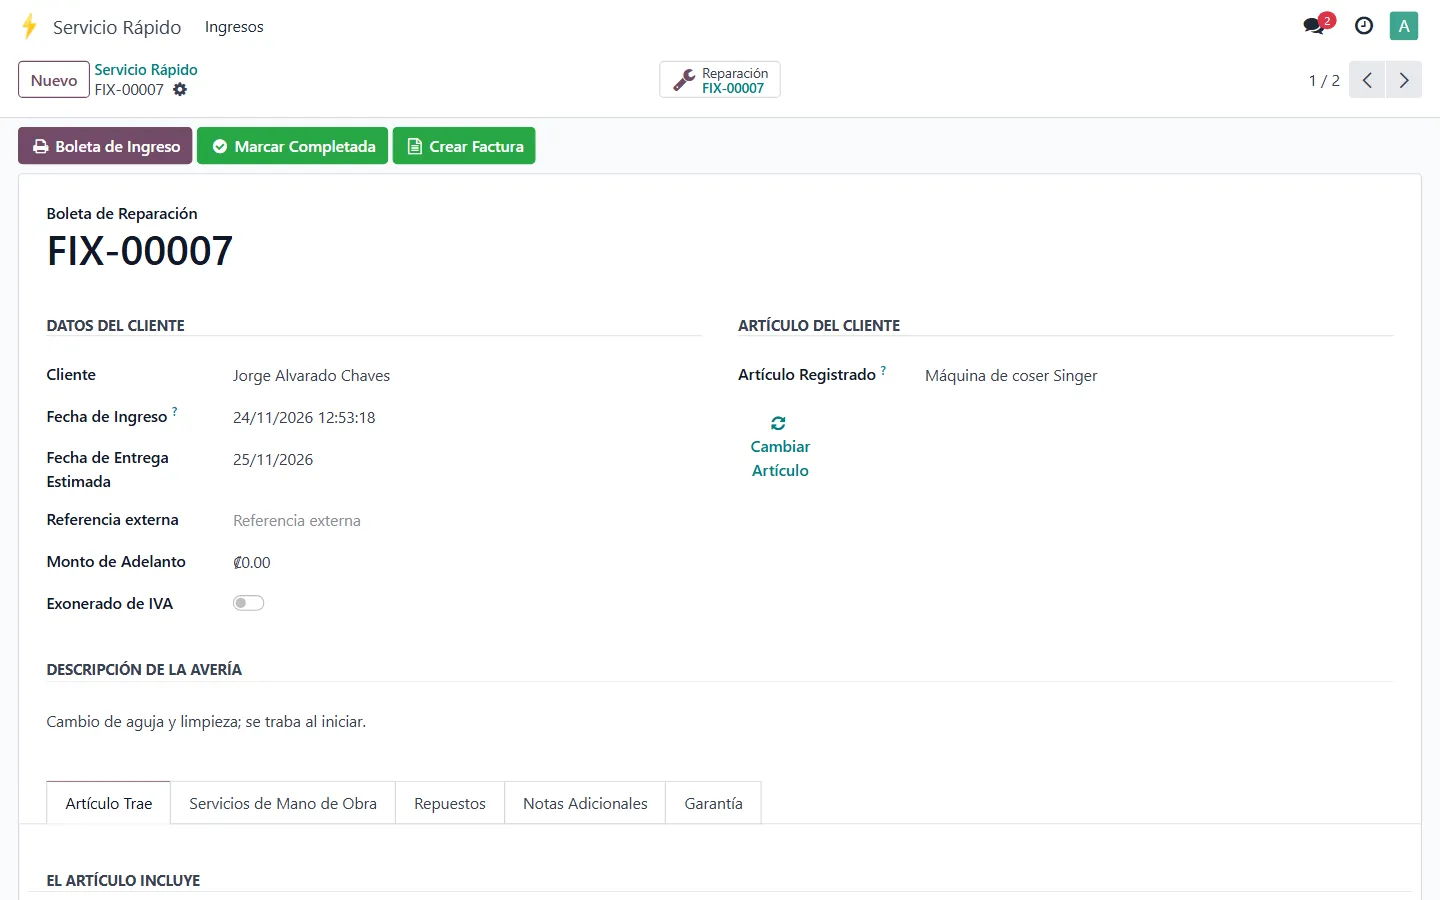 Servicio Rápido
Ingresos
2
A
Nuevo
Servicio Rápido
FIX-00007
Reparación
FIX-00007
1 / 2
Boleta de Ingreso
Marcar Completada
Crear Factura
Boleta de Reparación
FIX-00007
DATOS DEL CLIENTE
ARTÍCULO DEL CLIENTE
Cliente
Jorge Alvarado Chaves
Artículo Registrado ?
Máquina de coser Singer
Fecha de Ingreso ?
24/11/2026 12:53:18
Cambiar
Artículo
Fecha de Entrega
Estimada
25/11/2026
Referencia externa
Referencia externa
Monto de Adelanto
₡0.00
Exonerado de IVA
DESCRIPCIÓN DE LA AVERÍA
Cambio de aguja y limpieza; se traba al iniciar.
Artículo Trae
Servicios de Mano de Obra
Repuestos
Notas Adicionales
Garantía
EL ARTÍCULO INCLUYE